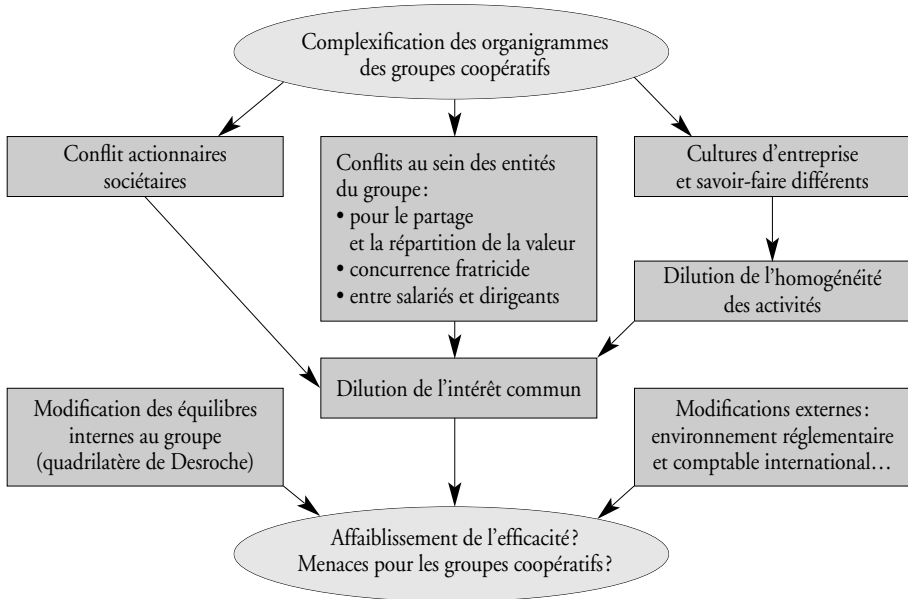 Complexification des organigrammes
des groupes coopératifs
Conflit actionnaires
sociétaires
Conflits au sein des entités
du groupe :
• pour le partage
et la répartition de la valeur
• concurrence fratricide
• entre salariés et dirigeants
Cultures d’entreprise
et savoir-faire différents
Dilution de l’homogénéité
des activités
Dilution de l’intérêt commun
Modification des équilibres
internes au groupe
(quadrilatère de Desroche)
Modifications externes :
environnement réglementaire
et comptable international…
Affaiblissement de l’efficacité ?
Menaces pour les groupes coopératifs ?